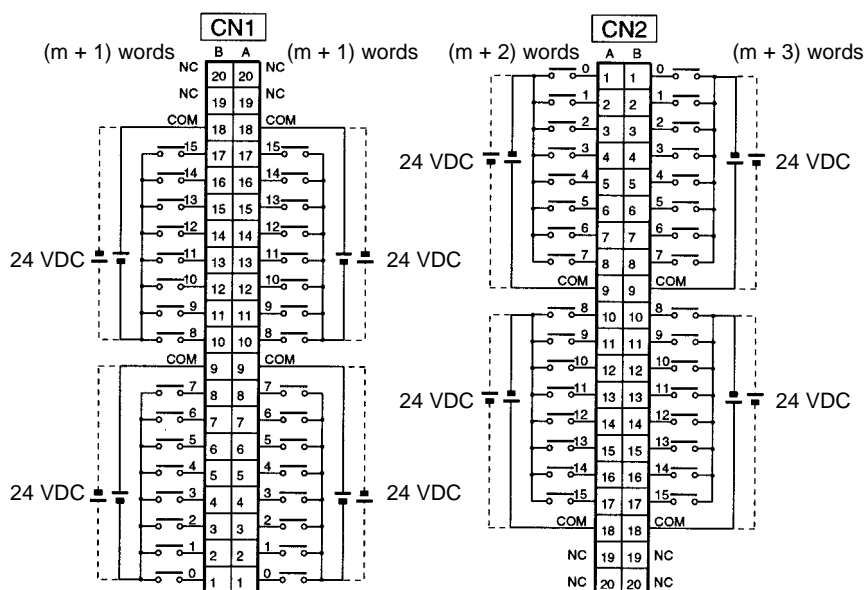 CN1
(m + 1) words B A (m + 1) words
NC 20 20 NC
NC 19 19 NC
COM 18 18 COM
15 17 17 15
14 16 16 14
13 15 15 13
12 14 14 12
24 VDC 11 13 13 11 24 VDC
10 12 12 10
9 11 11 9
8 10 10 8
COM 9 9 COM
7 8 8 7
6 7 7 6
5 6 6 5
4 5 5 4
24 VDC 3 4 4 3 24 VDC
2 3 3 2
1 2 2 1
0 1 1 0
CN2
(m + 2) words A B (m + 3) words
0 1 1 0
1 2 2 1
2 3 3 2
24 VDC 3 4 4 3 24 VDC
4 5 5 4
5 6 6 5
6 7 7 6
7 8 8 7
COM 9 9 COM
8 10 10 8
9 11 11 9
10 12 12 10
24 VDC 11 13 13 11 24 VDC
12 14 14 12
13 15 15 13
14 16 16 14
15 17 17 15
COM 18 18 COM
NC 19 19 NC
NC 20 20 NC